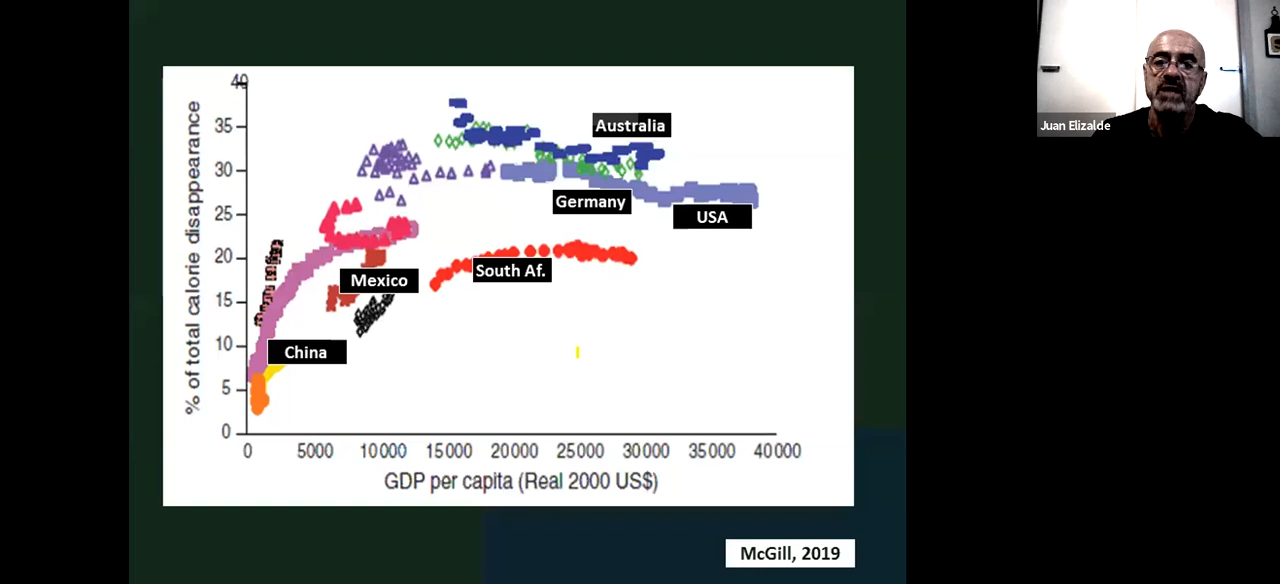 40
35
30
25
20
15
10
5
0
% of total calorie disappearance
Australia
Germany
USA
South Af.
Mexico
China
0 5000 10000 15000 20000 25000 30000 35000 40000
GDP per capita (Real 2000 US$)
McGill, 2019
Juan Elizalde